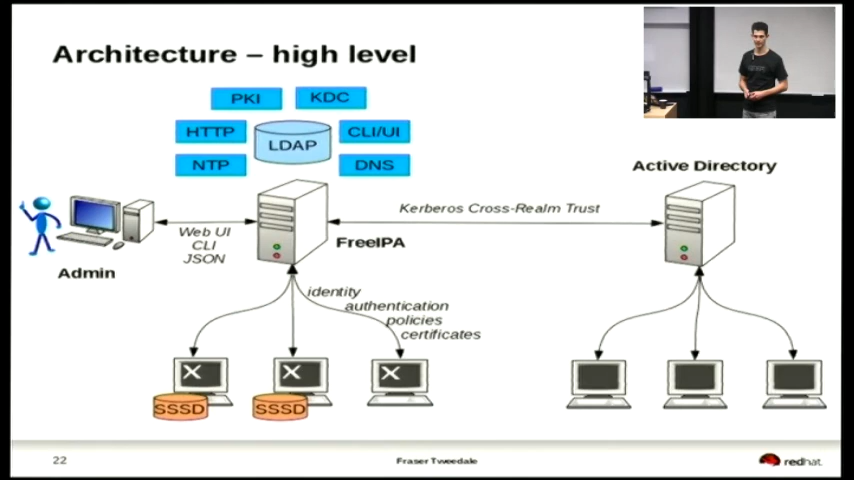 Architecture – high level
PKI
KDC
HTTP
LDAP
CLI/UI
NTP
DNS
Active Directory
Kerberos Cross-Realm Trust
Web UI
CLI
JSON
FreeIPA
Admin
identity
authentication
policies
certificates
X
X
X
SSSD
SSSD
22
Fraser Tweedale
redhat.